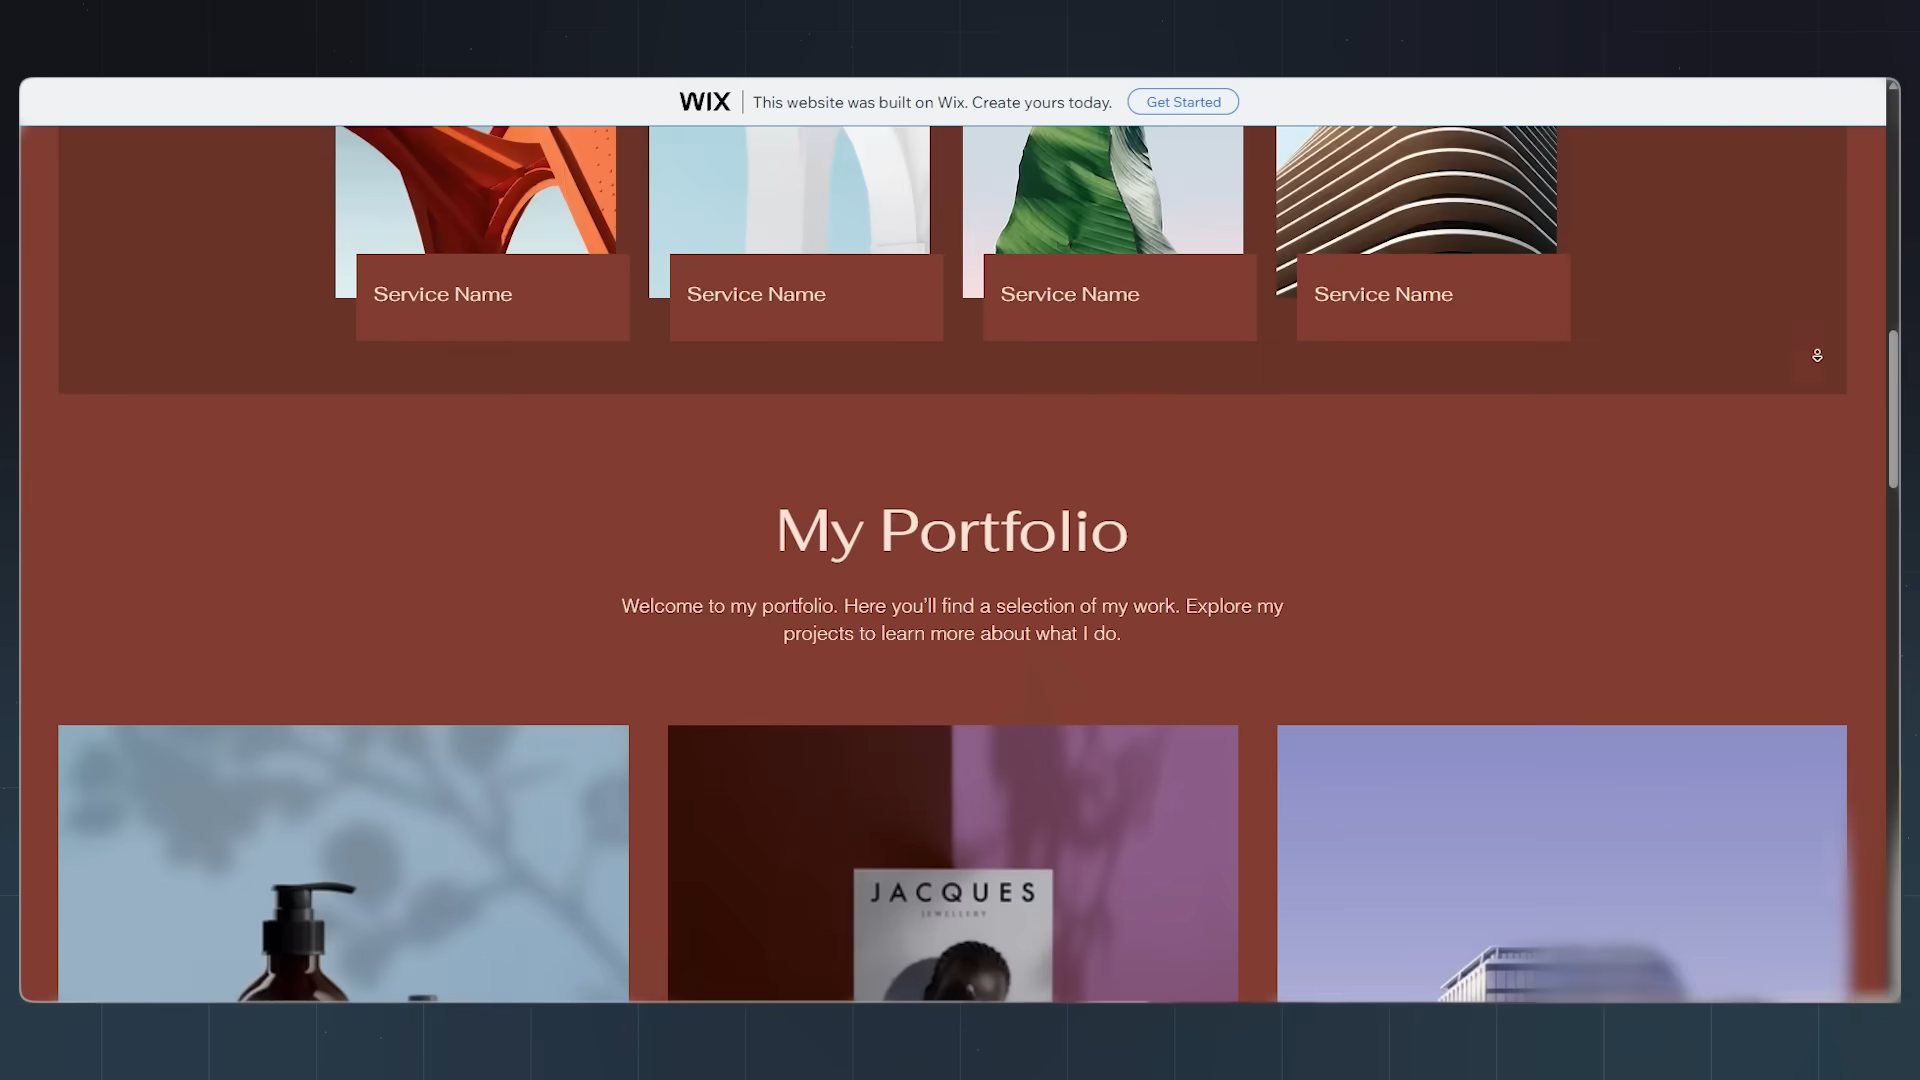 WIX This website was built on Wix. Create yours today. Get Started
Service Name Service Name Service Name Service Name
My Portfolio
Welcome to my portfolio. Here you'll find a selection of my work. Explore my
projects to learn more about what I do.
JACQUES
JEWELLERY